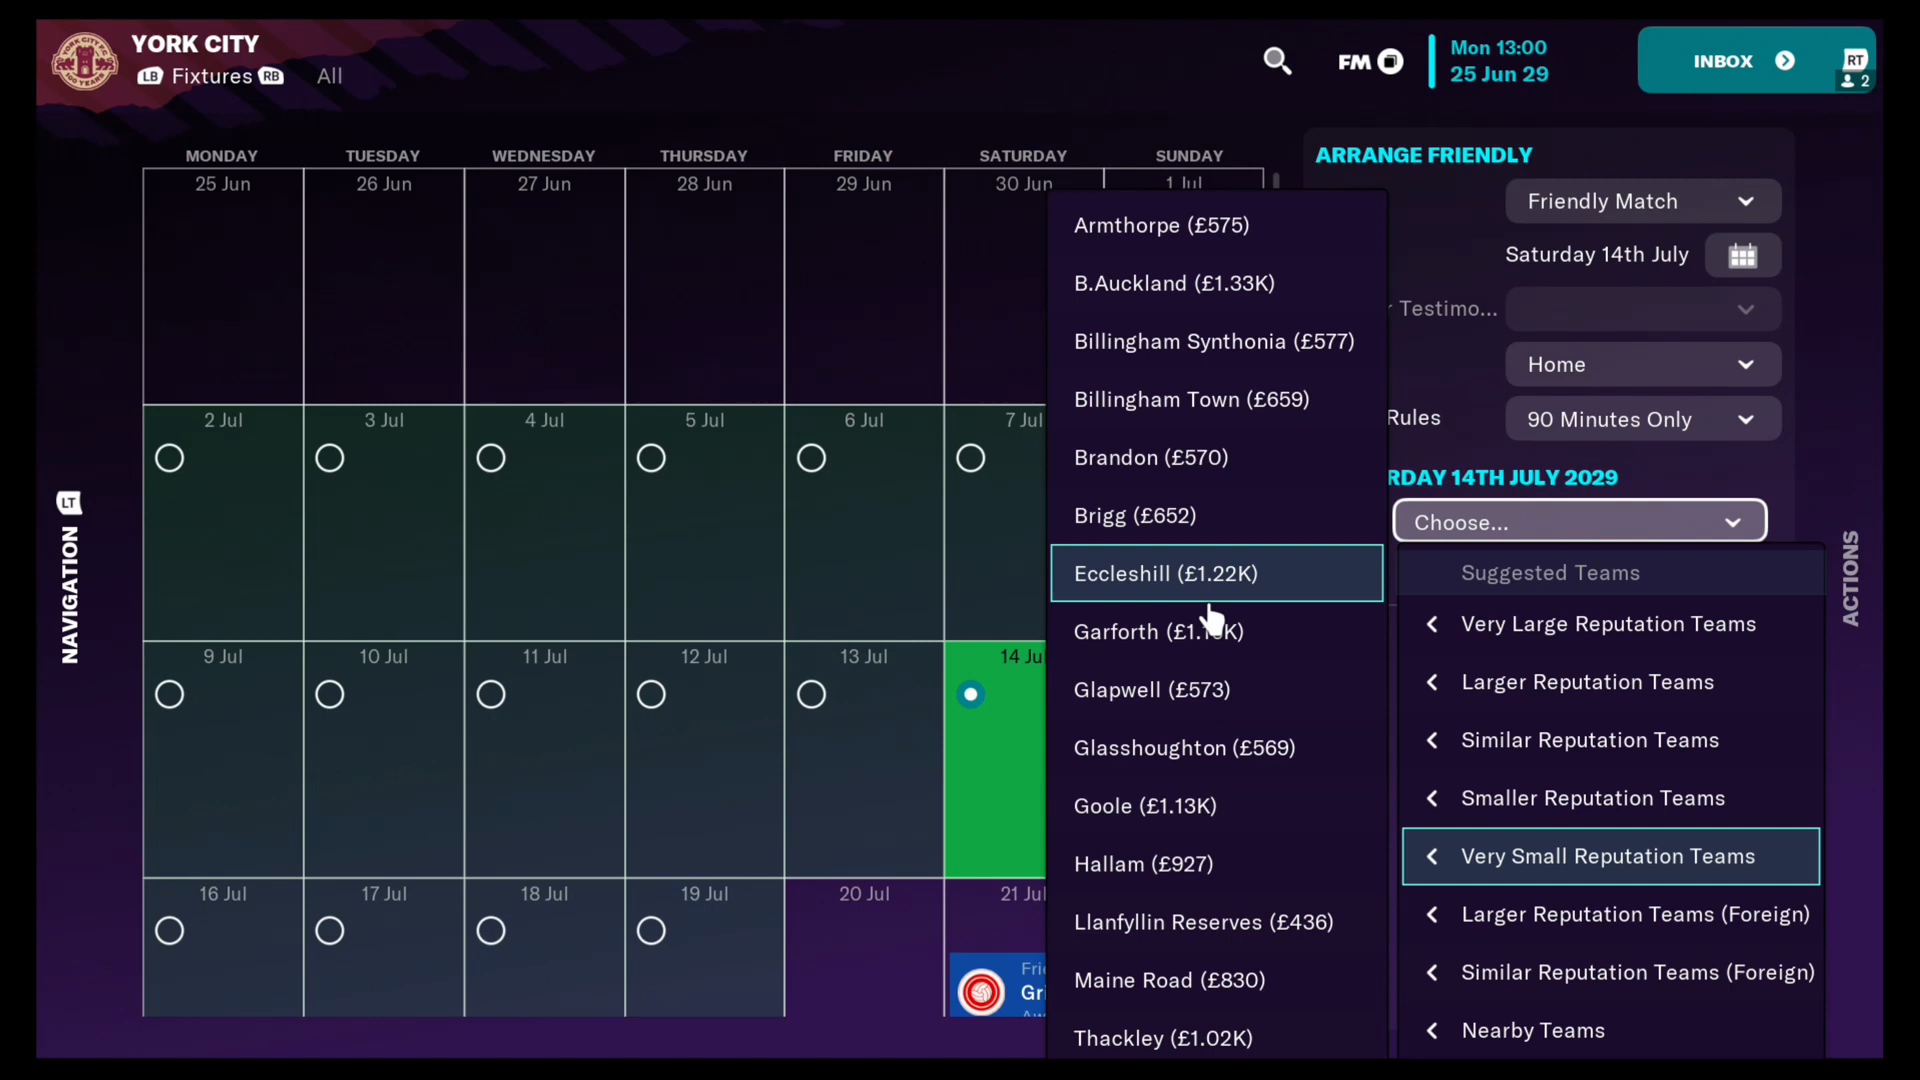 YORK CITY
LB Fixtures RB All
FM
Mon 13:00
25 Jun 29
INBOX
RT
2
LT
NAVIGATION
MONDAY TUESDAY WEDNESDAY THURSDAY FRIDAY SATURDAY SUNDAY
25 Jun 26 Jun 27 Jun 28 Jun 29 Jun 30 Jun 1 Jul
2 Jul 3 Jul 4 Jul 5 Jul 6 Jul 7 Jul
9 Jul 10 Jul 11 Jul 12 Jul 13 Jul 14 Jul
16 Jul 17 Jul 18 Jul 19 Jul 20 Jul 21 Jul
Armthorpe (£575)
B.Auckland (£1.33K)
Billingham Synthonia (£577)
Billingham Town (£659)
Brandon (£570)
Brigg (£652)
Eccleshill (£1.22K)
Garforth
Glapwell (£573)
Glasshoughton (£569)
Goole (£1.13K)
Hallam (£927)
Llanfyllin Reserves (£436)
Maine Road (£830)
Thackley (£1.02K)
ARRANGE FRIENDLY
Friendly Match
Saturday 14th July
Testimo...
Home
Rules
90 Minutes Only
RDAY 14TH JULY 2029
Choose...
Suggested Teams
Very Large Reputation Teams
Larger Reputation Teams
Similar Reputation Teams
Smaller Reputation Teams
Very Small Reputation Teams
Larger Reputation Teams (Foreign)
Similar Reputation Teams (Foreign)
Nearby Teams
ACTIONS